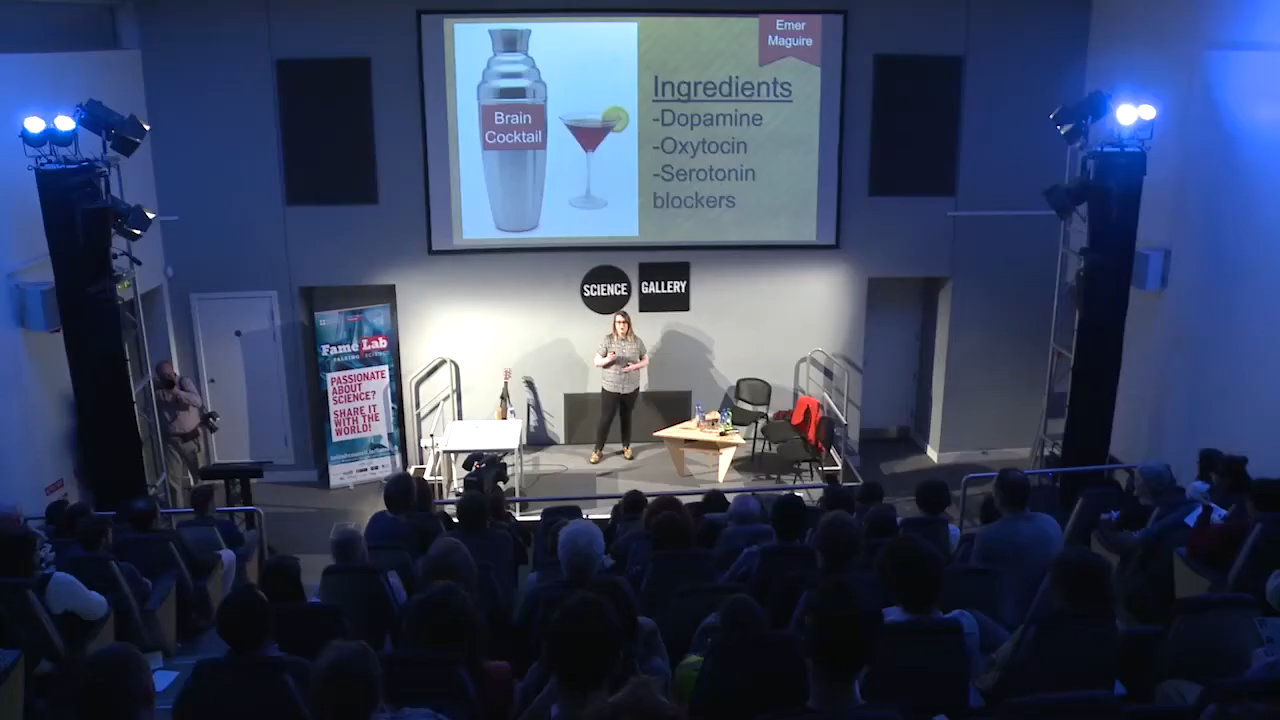 Emer
Maguire
Brain
Cocktail
Ingredients
-Dopamine
-Oxytocin
-Serotonin
blockers
SCIENCE
GALLERY
Fame Lab
PASSIONATE
ABOUT
SCIENCE?
SHARE IT
WITH THE
WORLD!